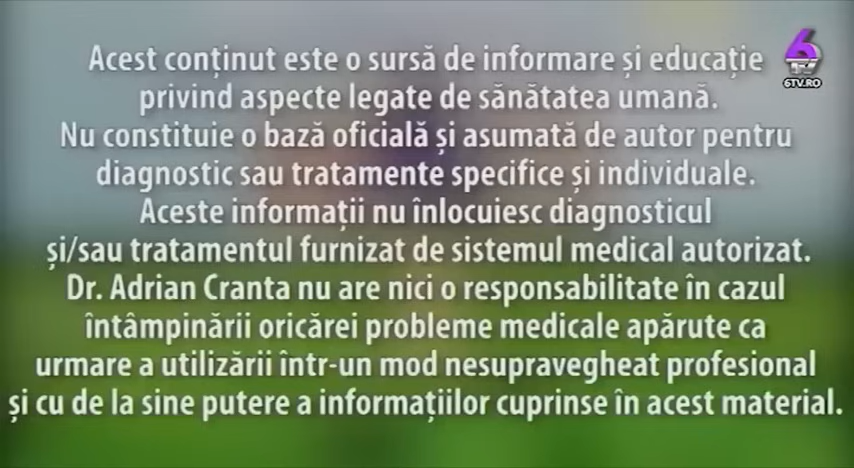 Acest conținut este o sursă de informare și educație
privind aspecte legate de sănătatea umană.
Nu constituie o bază oficială și asumată de autor pentru
diagnostic sau tratamente specifice și individuale.
Aceste informații nu înlocuiesc diagnosticul
și/sau tratamentul furnizat de sistemul medical autorizat.
Dr. Adrian Cranta nu are nici o responsabilitate în cazul
întâmpinării oricărei probleme medicale apărute ca
urmare a utilizării într-un mod nesupravegheat profesional
și cu de la sine putere a informațiilor cuprinse în acest material.
6
TV
6TV.RO